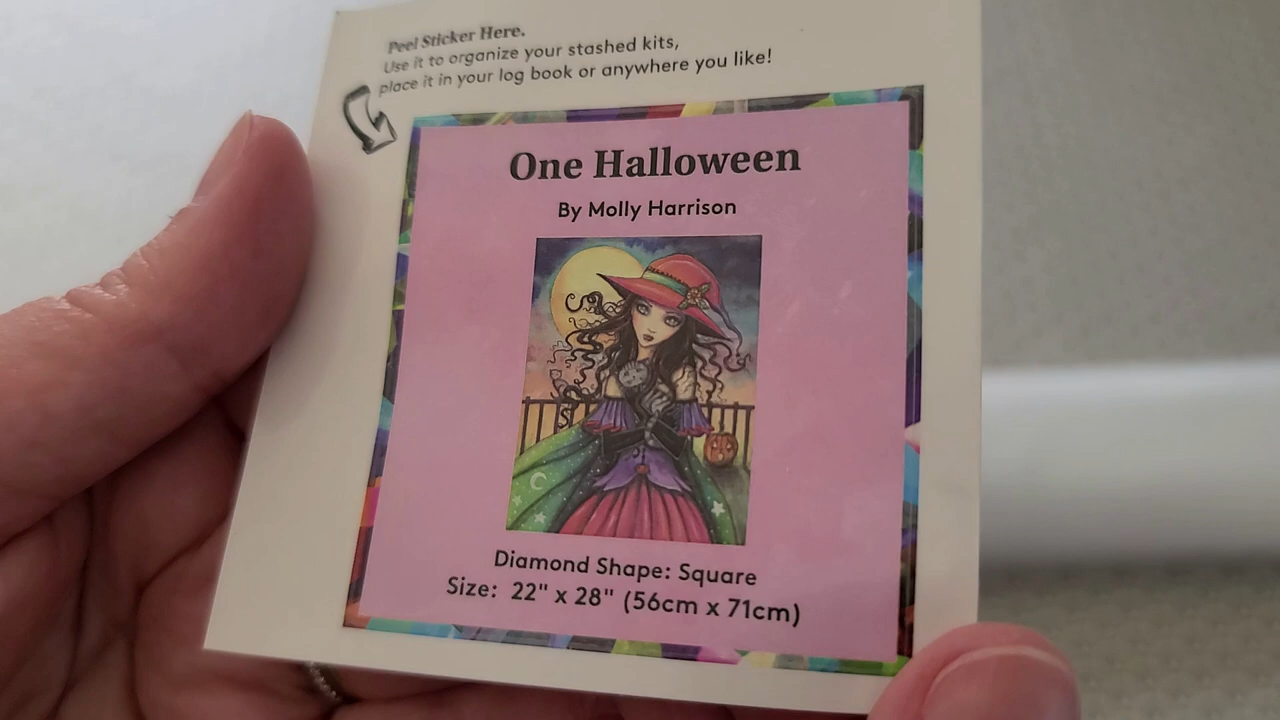 Peel Sticker Here.
Use it to organize your stashed kits,
place it in your log book or anywhere you like!
One Halloween
By Molly Harrison
Diamond Shape: Square
Size: 22" x 28" (56cm x 71cm)